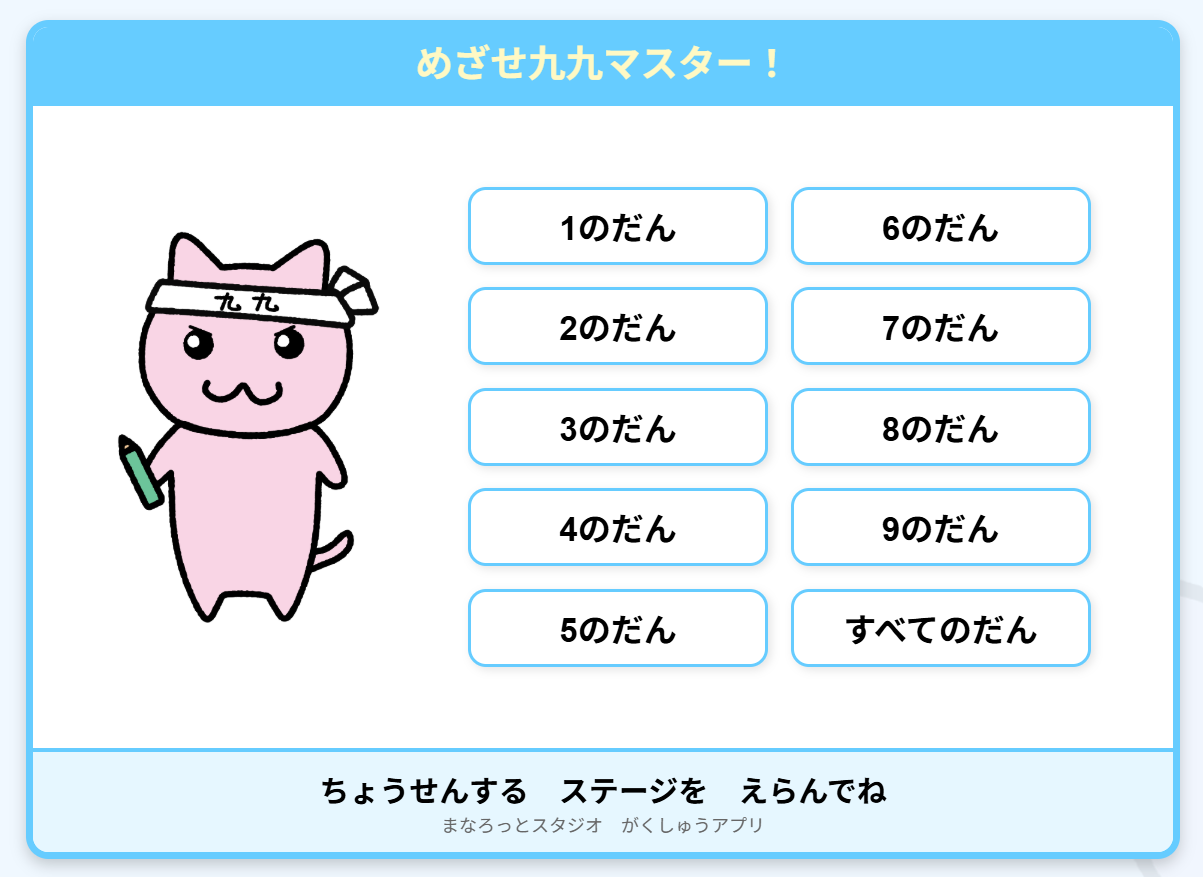 めざせ九九マスター！
九九
1のだん
6のだん
2のだん
7のだん
3のだん
8のだん
4のだん
9のだん
5のだん
すべてのだん
ちょうせんする　ステージを　えらんでね
まなろっとスタジオ　がくしゅうアプリ